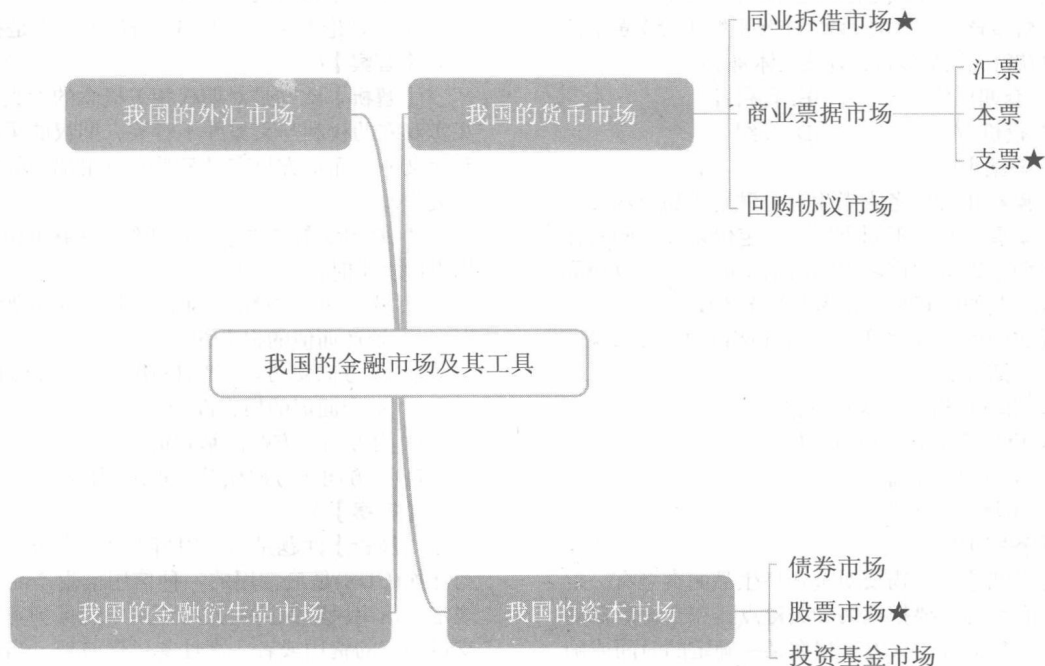 我国的金融市场及其工具
我国的外汇市场
我国的货币市场
同业拆借市场★
商业票据市场
汇票
本票
支票★
回购协议市场
我国的金融衍生品市场
我国的资本市场
债券市场
股票市场★
投资基金市场